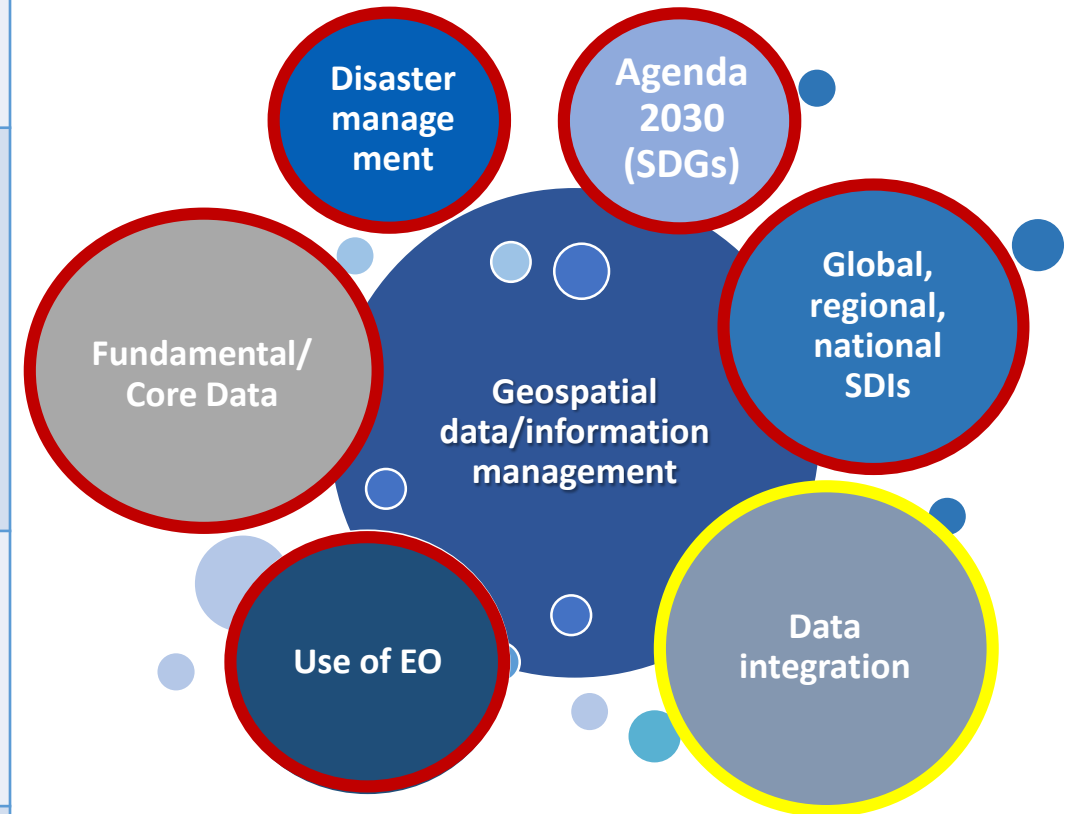 Disaster
manage
ment
Agenda
2030
(SDGs)
Global,
regional,
national
SDIs
Fundamental/
Core Data
Geospatial
data/information
management
Use of EO
Data
integration